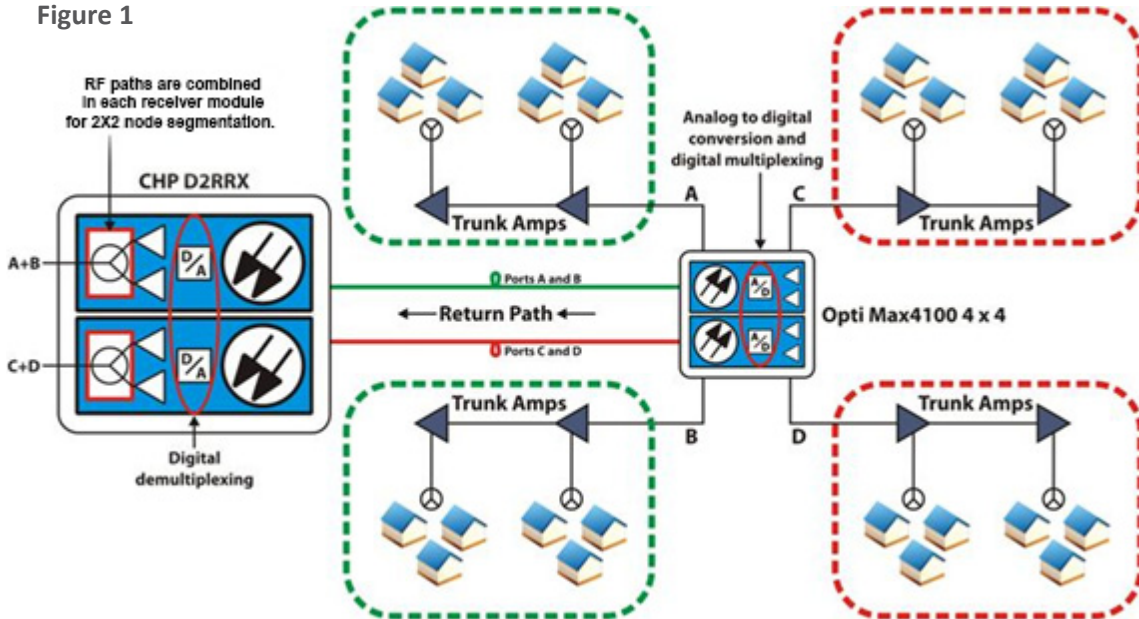 Figure 1
RF paths are combined
in each receiver module
for 2X2 node segmentation.
CHP D2RRX
A+B
D/A
C+D
D/A
Digital
demultiplexing
Trunk Amps
A
Ports A and B
Return Path
Ports C and D
Trunk Amps
B
Analog to digital
conversion and
digital multiplexing
C
Trunk Amps
A/D
A/D
Opti Max4100 4 x 4
Trunk Amps
D